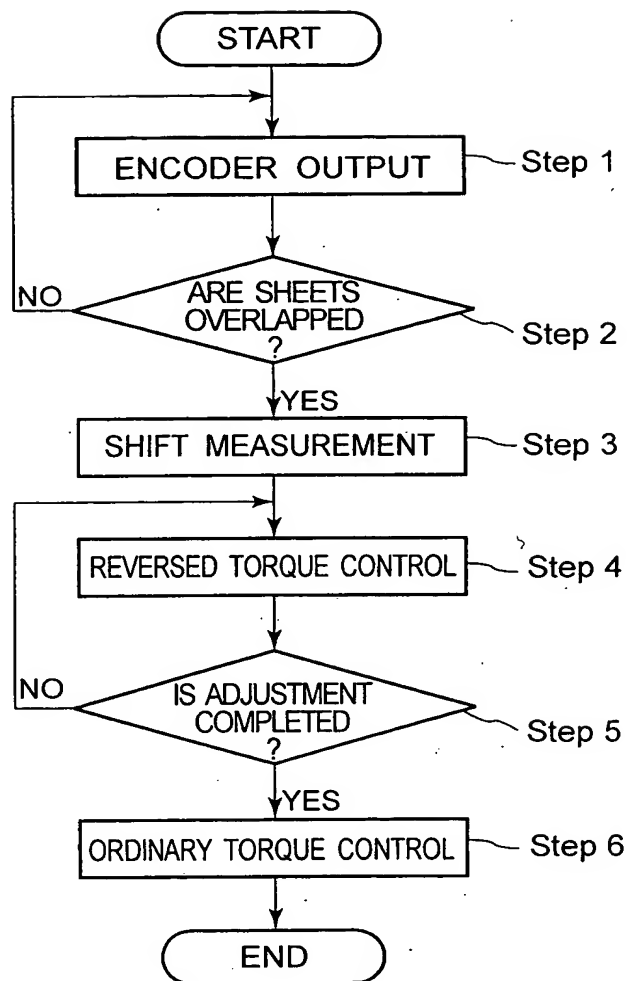 START
ENCODER OUTPUT
Step 1
ARE SHEETS
OVERLAPPED
?
NO
Step 2
YES
SHIFT MEASUREMENT
Step 3
REVERSED TORQUE CONTROL
Step 4
NO
IS ADJUSTMENT
COMPLETED
?
Step 5
YES
ORDINARY TORQUE CONTROL
Step 6
END